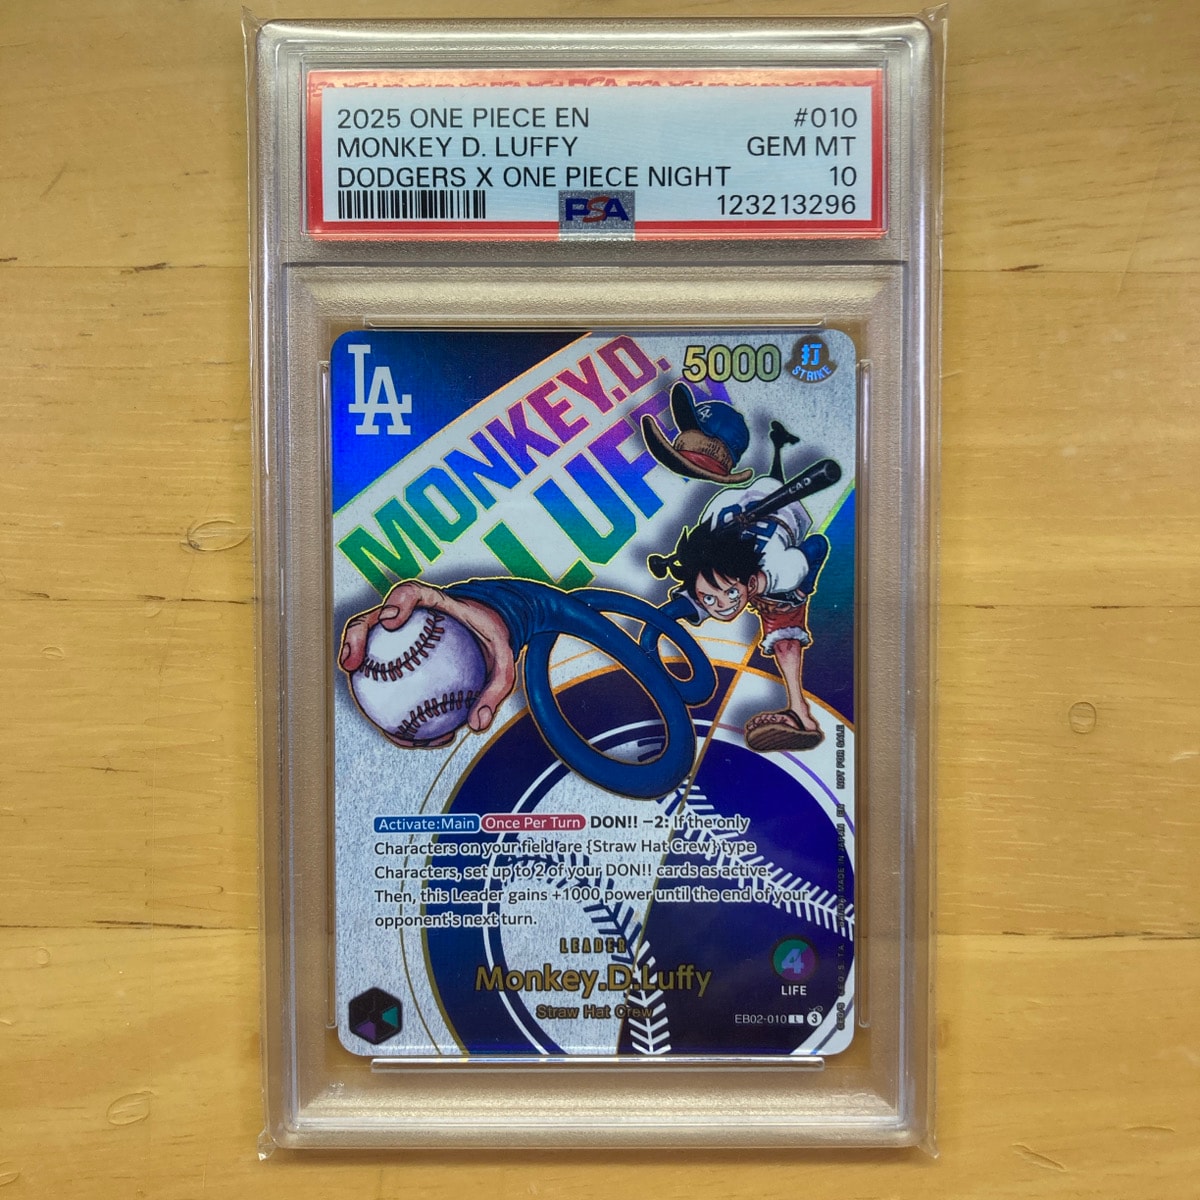 2025 ONE PIECE EN #010
MONKEY D. LUFFY GEM MT
DODGERS X ONE PIECE NIGHT 10
PSA 123213296
LA
MONKEY.D.
LUFFY
5000
打
STRIKE
Activate:Main Once Per Turn DON!! −2: If the only
Characters on your field are {Straw Hat Crew} type
Characters, set up to 2 of your DON!! cards as active.
Then, this Leader gains +1000 power until the end of your
opponent's next turn.
LEADER
Monkey.D.Luffy
Straw Hat Crew
4
LIFE
EB02-010 L 3
MADE IN JAPAN EN NOT FOR SALE